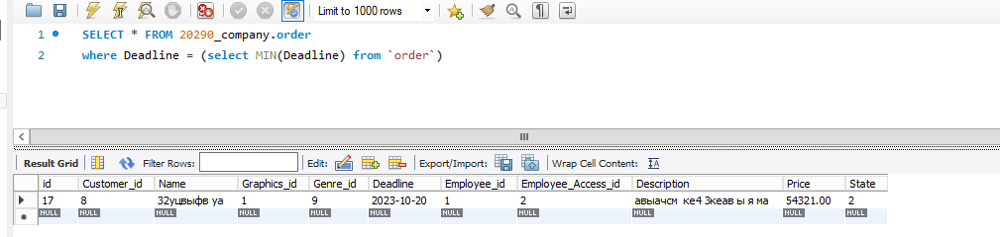 Limit to 1000 rows
1 SELECT * FROM 20290_company.order
2 where Deadline = (select MIN(Deadline) from `order`)
Result Grid Filter Rows: Edit: Export/Import: Wrap Cell Content:
id Customer_id Name Graphics_id Genre_id Deadline Employee_id Employee_Access_id Description Price State
17 8 32уцвыфв уа 1 9 2023-10-20 1 2 авыачсм ке4 3кеав ы я ма 54321.00 2
NULL NULL NULL NULL NULL NULL NULL NULL NULL NULL NULL